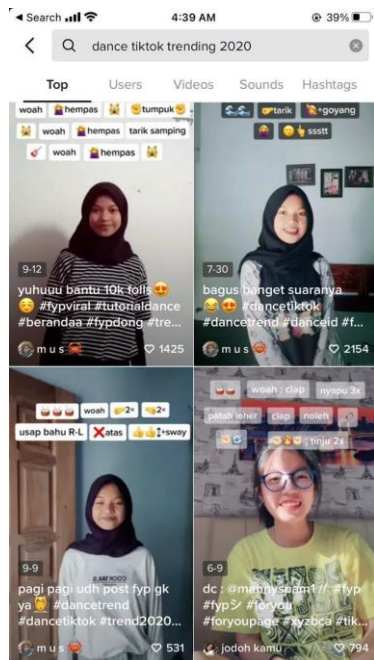 Search 4:39 AM 39%
dance tiktok trending 2020
Top Users Videos Sounds Hashtags
woah hempas tumpuk
woah hempas tarik samping
woah hempas
9-12
yuhuuu bantu 10k folls 😍
☺️ #fypviral #tutorialdance
#berandaa #fypdong #tre...
m u s 🦀 1425
tarik +goyang
ssstt
7-30
bagus banget suaranya
😂😍 #dancetiktok
#dancetrend #danceid #f...
m u s 🦀 2154
woah 2× 2×
usap bahu R-L ❌atas +sway
9-9
pagi pagi udh post fyp gk
ya #dancetrend
#dancetiktok #trend2020...
m u s 🦀 531
woah ; clap nyapu 3x
patah leher clap noleh
; tinju 2x
6-9
dc : @mannyspam1 // #fyp
#fypシ #foryou
#foryoupage #xyzbca #tik...
jodoh kamu 794